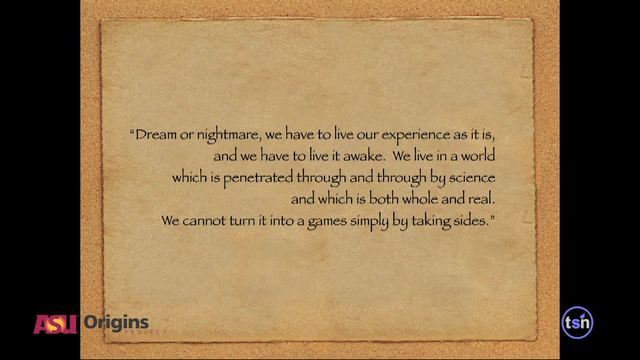 “Dream or nightmare, we have to live our experience as it is,
and we have to live it awake.  We live in a world
which is penetrated through and through by science
and which is both whole and real.
We cannot turn it into a games simply by taking sides.”
ASU Origins
PROJECT
tsn